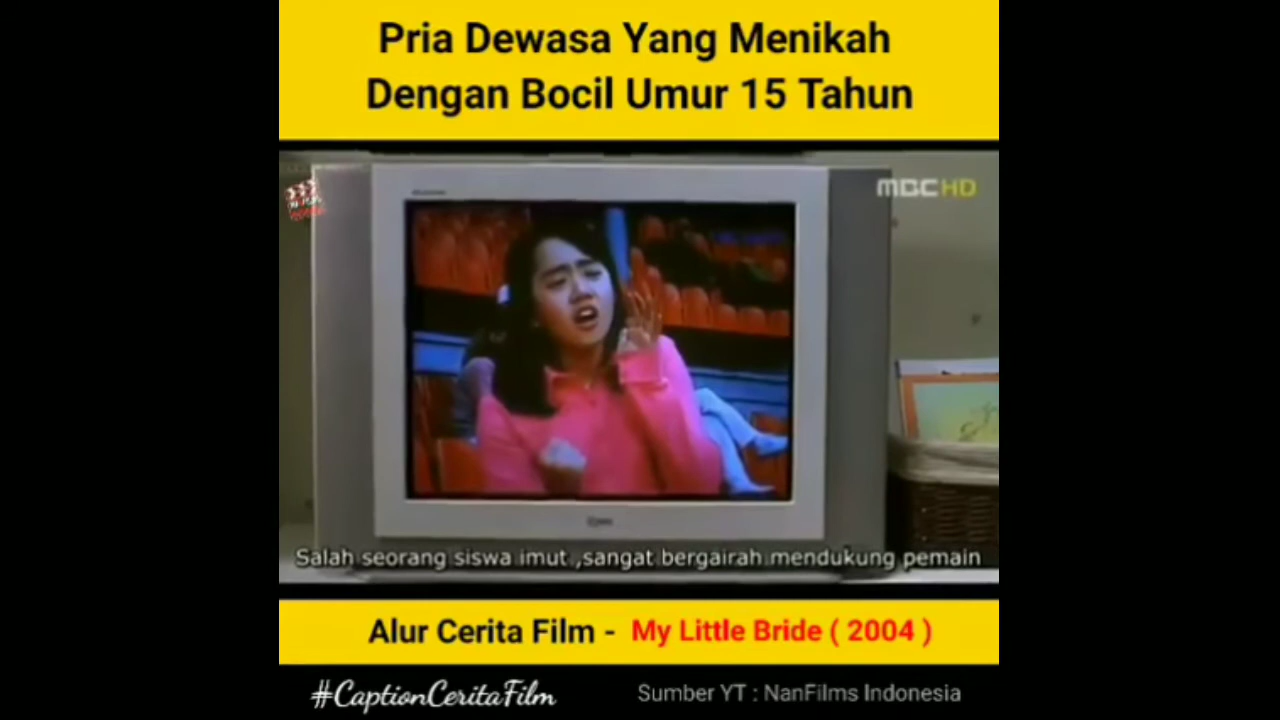 Pria Dewasa Yang Menikah
Dengan Bocil Umur 15 Tahun
MBC HD
Salah seorang siswa imut ,sangat bergairah mendukung pemain
Alur Cerita Film - My Little Bride ( 2004 )
#CaptionCeritaFilm
Sumber YT : NanFilms Indonesia